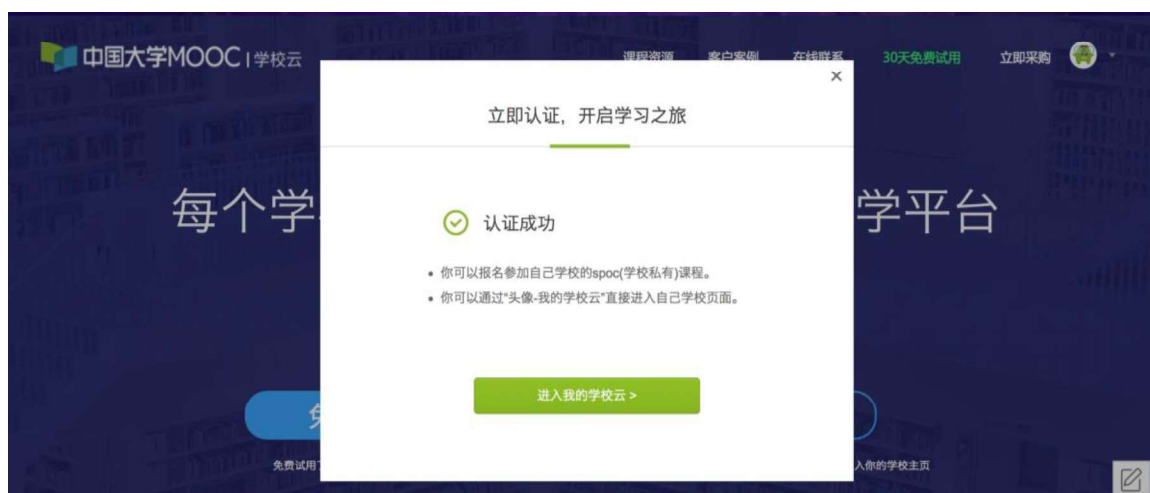 中国大学MOOC | 学校云
课程资源 客户案例 在线联系 30天免费试用 立即采购
×
立即认证，开启学习之旅
每个学 学平台
认证成功
• 你可以报名参加自己学校的spoc(学校私有)课程。
• 你可以通过“头像-我的学校云”直接进入自己学校页面。
进入我的学校云 >
免费试用 入你的学校主页